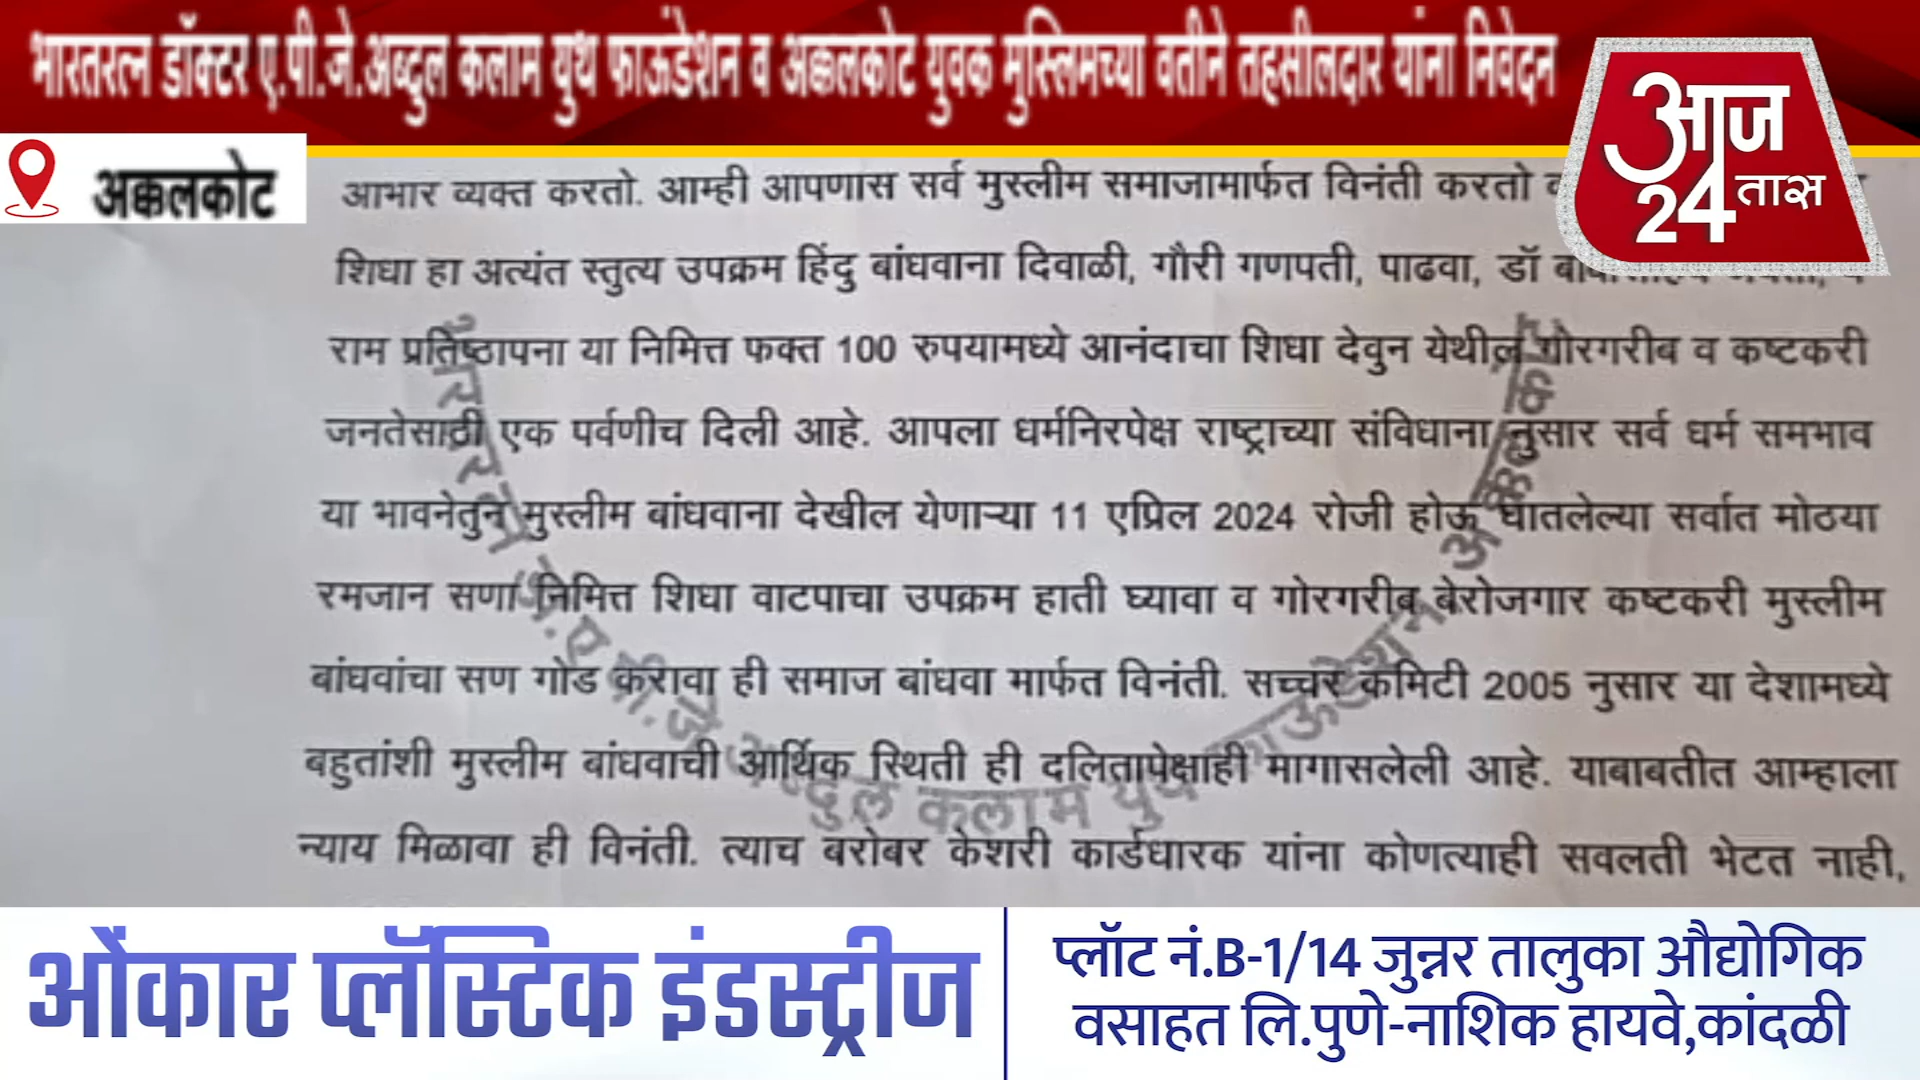 भारतरत्न डॉक्टर ए.पी.जे.अब्दुल कलाम युथ फाऊंडेशन व अक्कलकोट युवक मुस्लिमच्या वतीने तहसीलदार यांना निवेदन
आज
24 तास
अक्कलकोट
आभार व्यक्त करतो. आम्ही आपणास सर्व मुस्लीम समाजामार्फत विनंती करतो
शिधा हा अत्यंत स्तुत्य उपक्रम हिंदु बांधवाना दिवाळी, गौरी गणपती, पाढवा, डॉ
राम प्रतिष्ठापना या निमित्त फक्त 100 रुपयामध्ये आनंदाचा शिधा देवुन येथील गोरगरीब व कष्टकरी
जनतेसाठी एक पर्वणीच दिली आहे. आपला धर्मनिरपेक्ष राष्ट्राच्या संविधाना नुसार सर्व धर्म समभाव
या भावनेतुन मुस्लीम बांधवाना देखील येणाऱ्या 11 एप्रिल 2024 रोजी होऊ घातलेल्या सर्वात मोठया
रमजान सणा निमित्त शिधा वाटपाचा उपक्रम हाती घ्यावा व गोरगरीब बेरोजगार कष्टकरी मुस्लीम
बांधवांचा सण गोड करावा ही समाज बांधवा मार्फत विनंती. सच्चर कमिटी 2005 नुसार या देशामध्ये
बहुतांशी मुस्लीम बांधवाची आर्थिक स्थिती ही दलितापेक्षाही मागासलेली आहे. याबाबतीत आम्हाला
न्याय मिळावा ही विनंती. त्याच बरोबर केशरी कार्डधारक यांना कोणत्याही सवलती भेटत नाही,
ए.पी.जे अब्दुल कलाम युथ फाऊंडेशन अक्कलकोट
ओंकार प्लॅस्टिक इंडस्ट्रीज
प्लॉट नं.B-1/14 जुन्नर तालुका औद्योगिक
वसाहत लि.पुणे-नाशिक हायवे,कांदळी